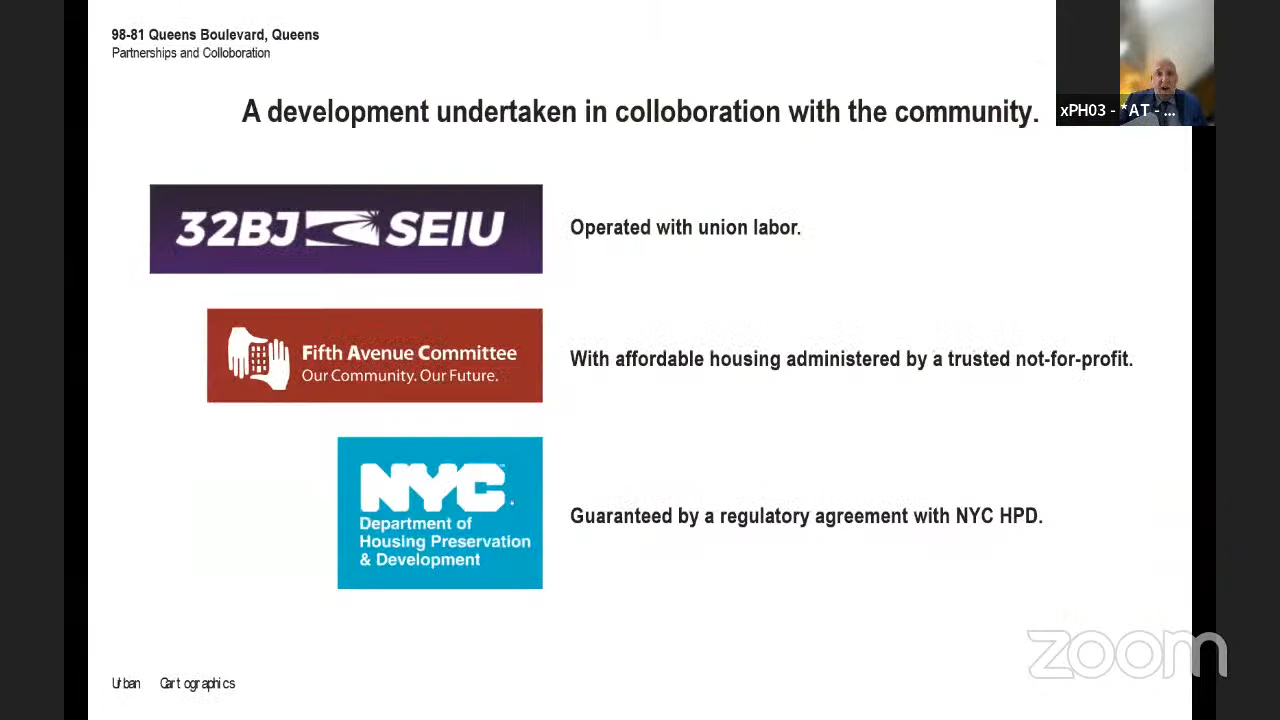 98-81 Queens Boulevard, Queens
Partnerships and Colloboration
xPH03 - *AT - ...
A development undertaken in colloboration with the community.
32BJ SEIU
Operated with union labor.
Fifth Avenue Committee
Our Community. Our Future.
With affordable housing administered by a trusted not-for-profit.
NYC
Department of
Housing Preservation
& Development
Guaranteed by a regulatory agreement with NYC HPD.
zoom
Urban Cartographics